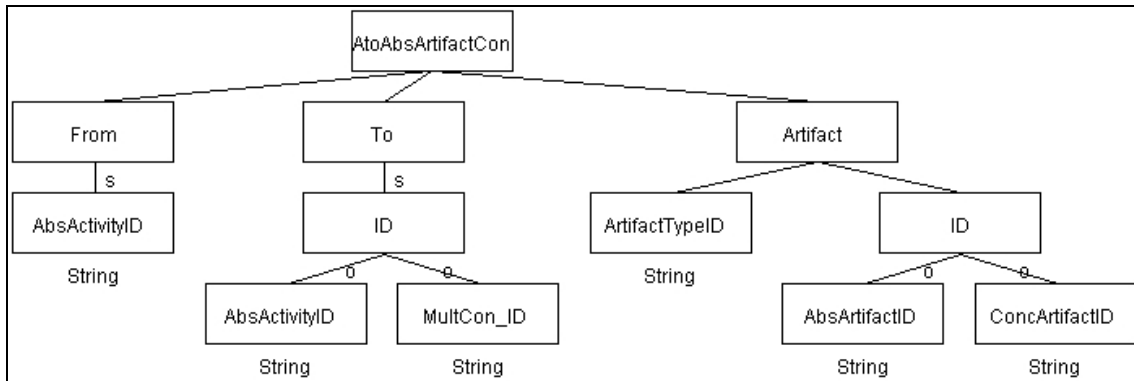 AtoAbsArtifactCon
From
To
Artifact
s
s
AbsActivityID
ID
ArtifactTypeID
ID
String
String
0
0
0
0
AbsActivityID
MultCon_ID
AbsArtifactID
ConcArtifactID
String
String
String
String